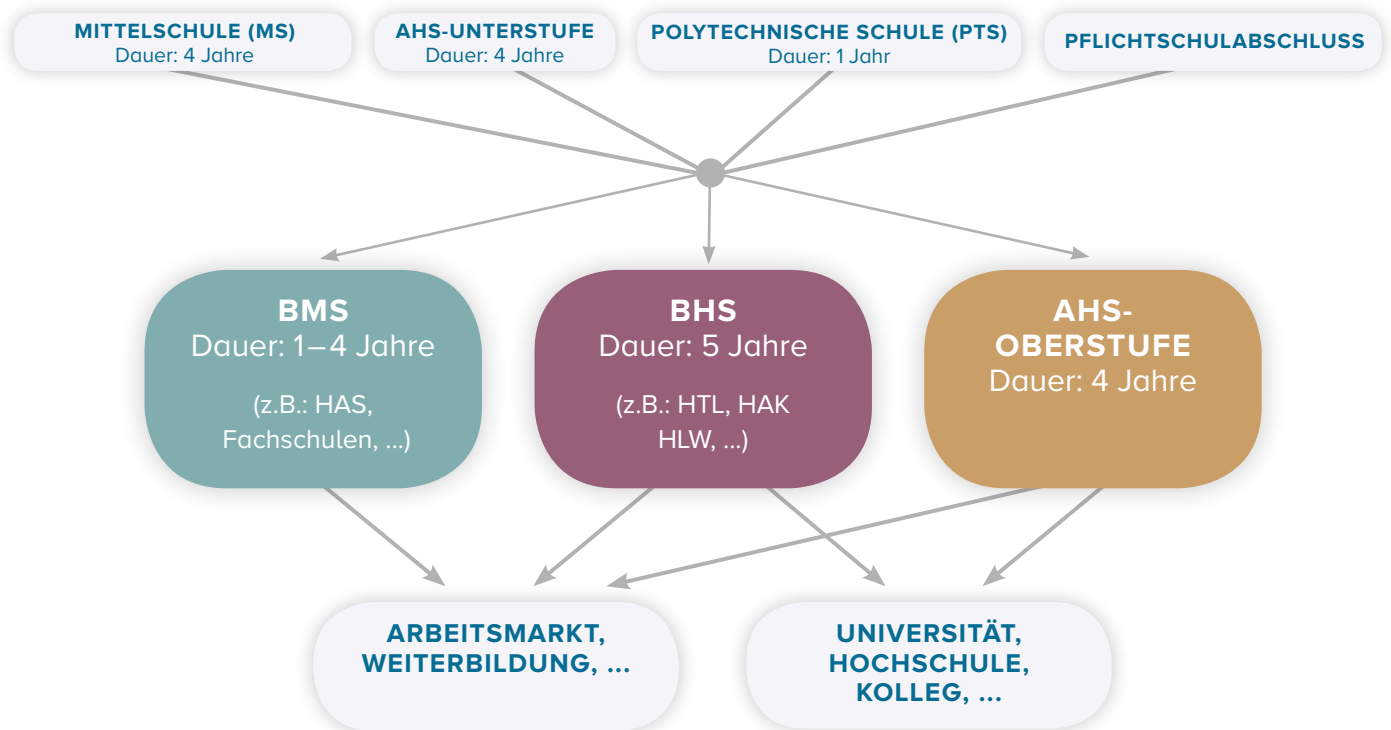 MITTELSCHULE (MS)
Dauer: 4 Jahre
AHS-UNTERSTUFE
Dauer: 4 Jahre
POLYTECHNISCHE SCHULE (PTS)
Dauer: 1 Jahr
PFLICHTSCHULABSCHLUSS
BMS
Dauer: 1–4 Jahre
(z.B.: HAS,
Fachschulen, ...)
BHS
Dauer: 5 Jahre
(z.B.: HTL, HAK
HLW, ...)
AHS-
OBERSTUFE
Dauer: 4 Jahre
ARBEITSMARKT,
WEITERBILDUNG, ...
UNIVERSITÄT,
HOCHSCHULE,
KOLLEG, ...